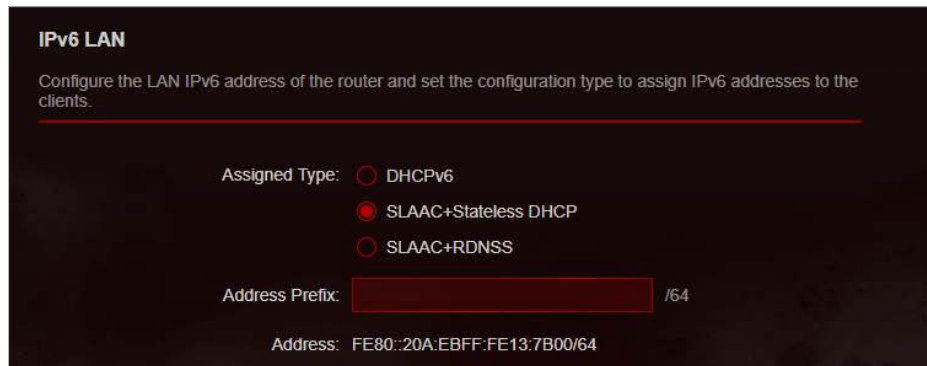 IPv6 LAN
Configure the LAN IPv6 address of the router and set the configuration type to assign IPv6 addresses to the
clients.
Assigned Type: DHCPv6
SLAAC+Stateless DHCP
SLAAC+RDNSS
Address Prefix: /64
Address: FE80::20A:EBFF:FE13:7B00/64